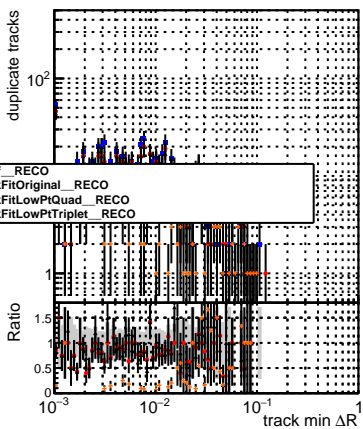 duplicate tracks
10²
__RECO
FitOriginal__RECO
FitLowPtQuad__RECO
FitLowPtTriplet__RECO
1
Ratio
1.5
1
0.5
0
10⁻³ 10⁻² 10⁻¹ 1
track min ΔR